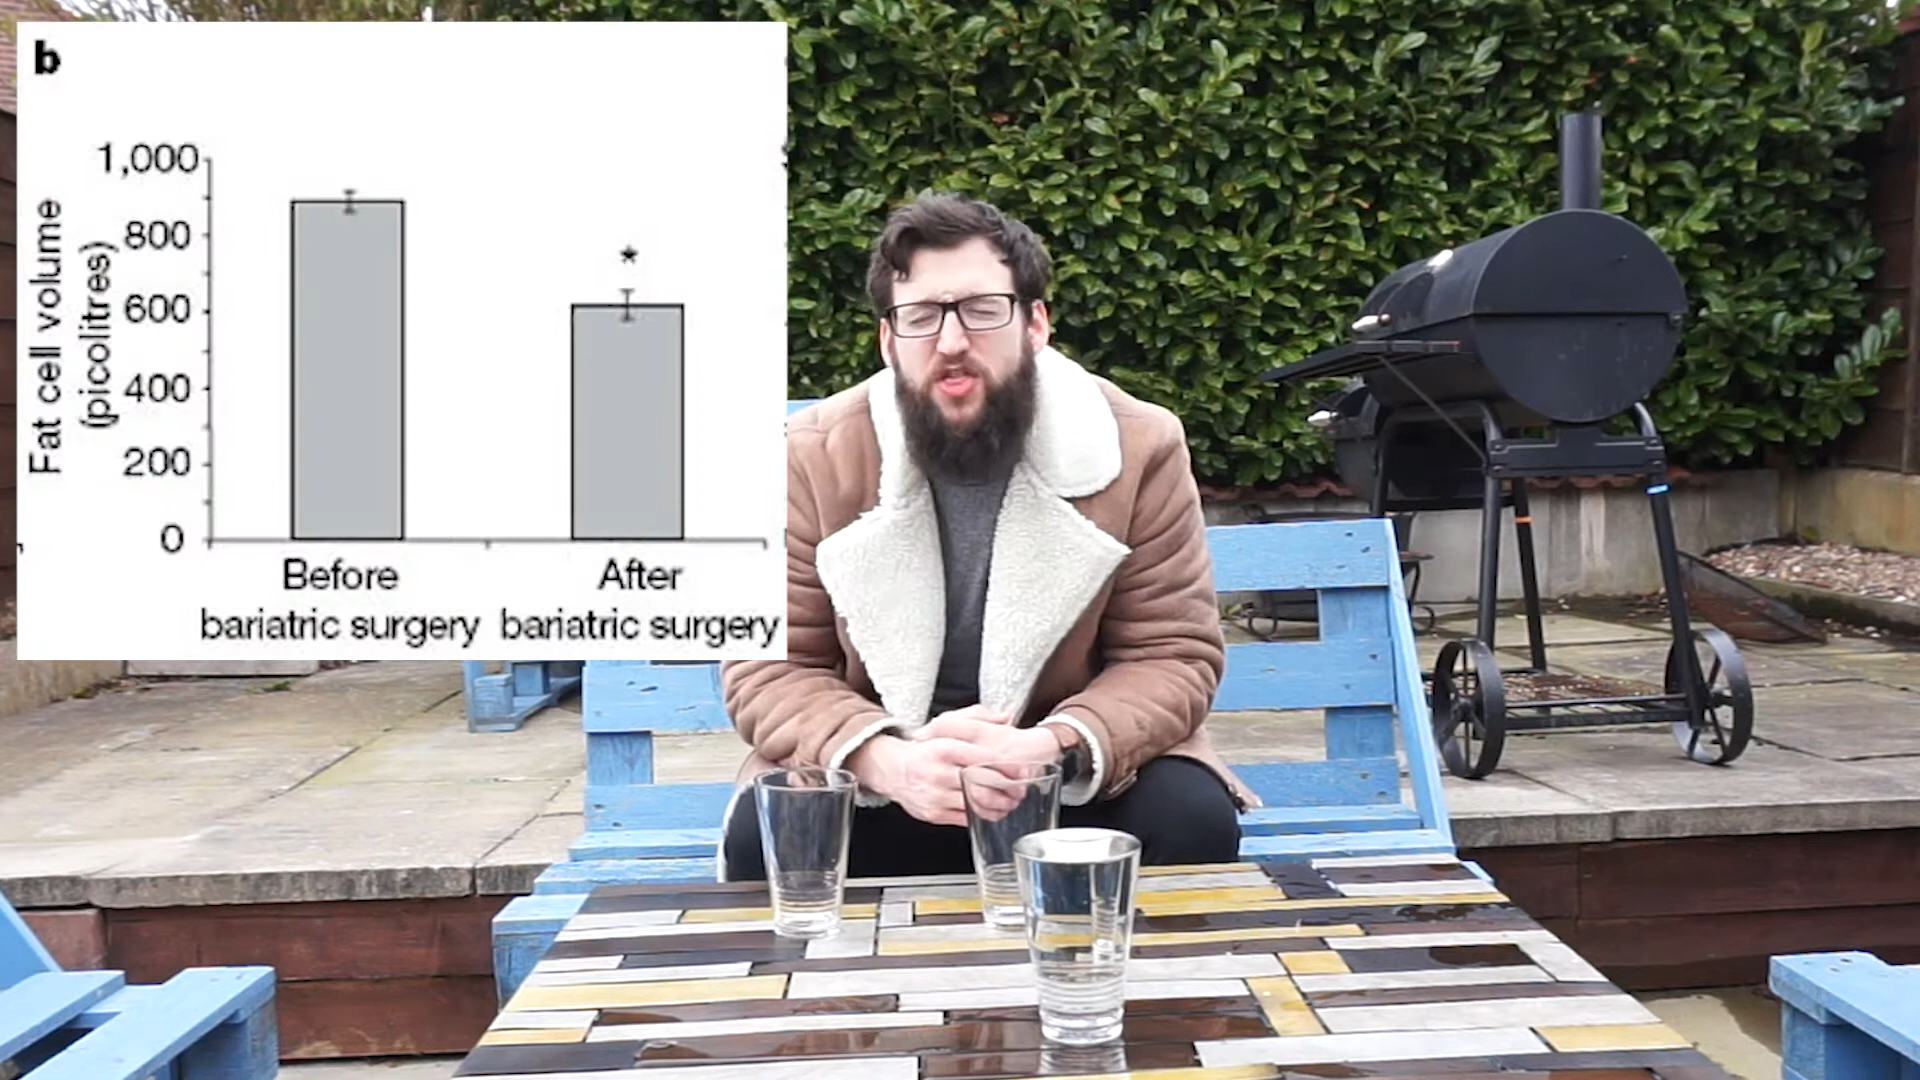 b
1,000
800
600
400
200
0
Fat cell volume
(picolitres)
*
Before
bariatric surgery
After
bariatric surgery